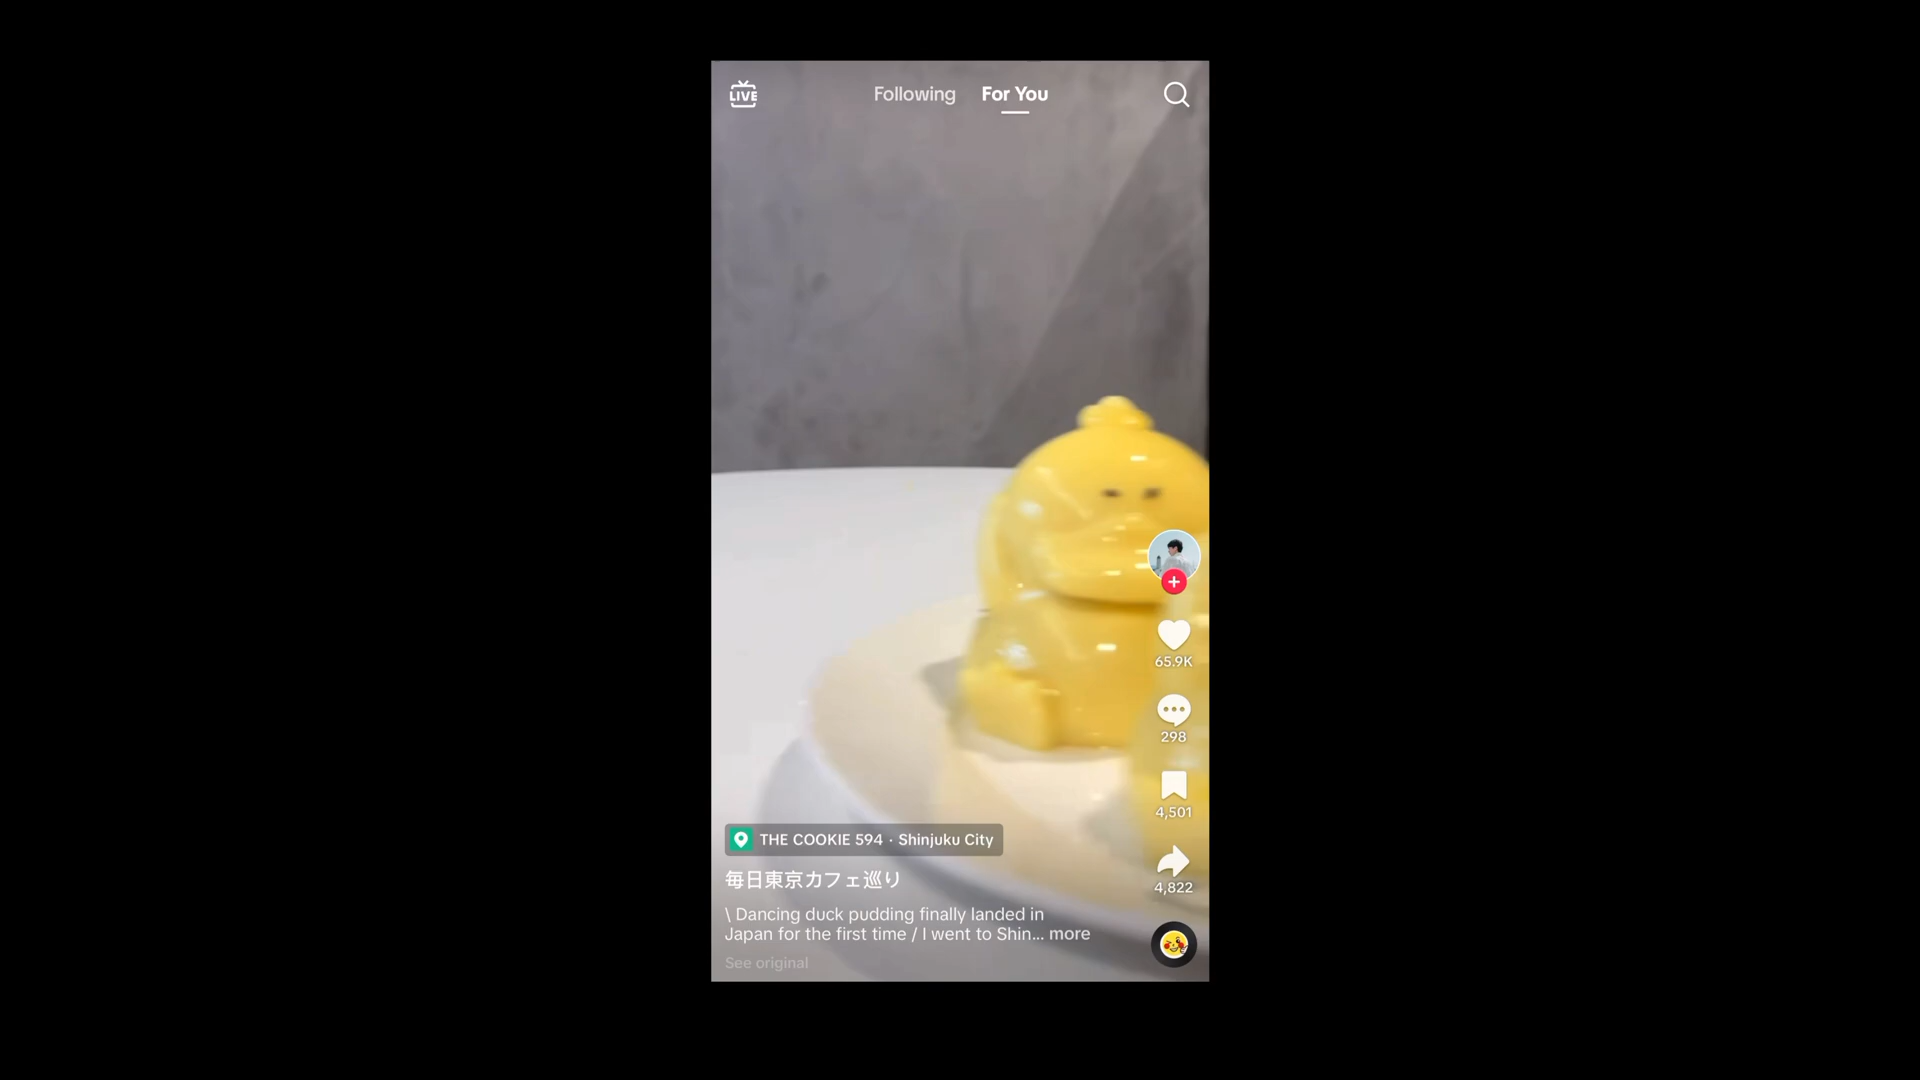 LIVE
Following For You
65.9K
298
4,501
THE COOKIE 594 · Shinjuku City
毎日東京カフェ巡り
4,822
\ Dancing duck pudding finally landed in
Japan for the first time / I went to Shin... more
See original